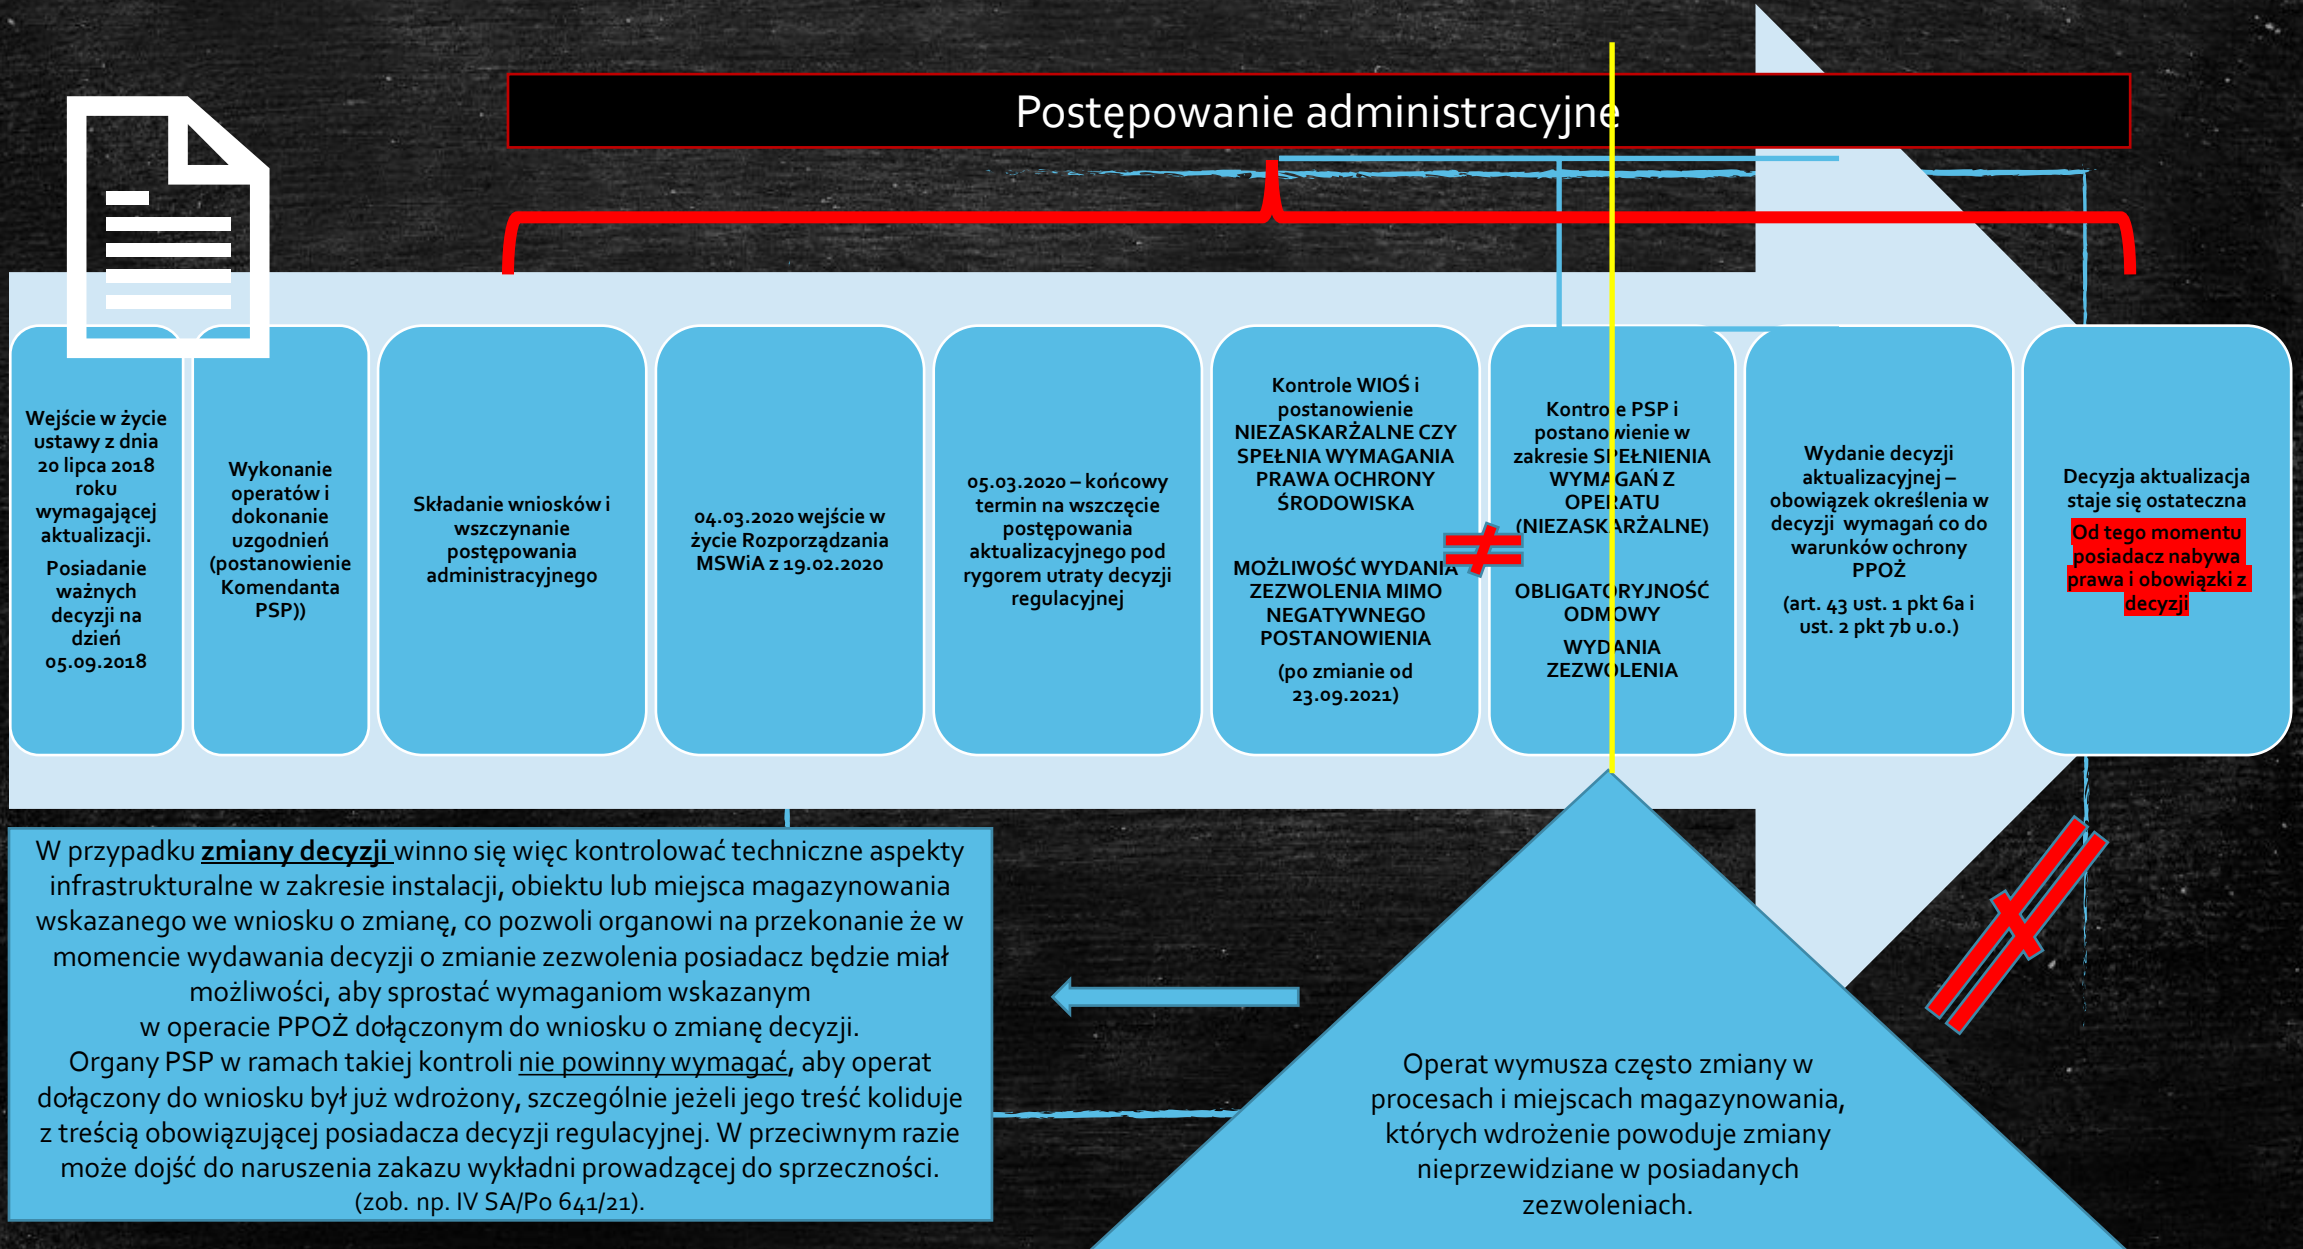 Postępowanie administracyjne
Wejście w życie
ustawy z dnia
20 lipca 2018
roku
wymagającej
aktualizacji.
Posiadanie
ważnych
decyzji na
dzień
05.09.2018
Wykonanie
operatów i
dokonanie
uzgodnień
(postanowienie
Komendanta
PSP))
Składanie wniosków i
wszczynanie
postępowania
administracyjnego
04.03.2020 wejście w
życie Rozporządzania
MSWiA z 19.02.2020
05.03.2020 – końcowy
termin na wszczęcie
postępowania
aktualizacyjnego pod
rygorem utraty decyzji
regulacyjnej
Kontrole WIOŚ i
postanowienie
NIEZASKARŻALNE CZY
SPEŁNIA WYMAGANIA
PRAWA OCHRONY
ŚRODOWISKA
MOŻLIWOŚĆ WYDANIA
ZEZWOLENIA MIMO
NEGATYWNEGO
POSTANOWIENIA
(po zmianie od
23.09.2021)
≠
Kontrole PSP i
postanowienie w
zakresie SPEŁNIENIA
WYMAGAŃ Z
OPERATU
(NIEZASKARŻALNE)
OBLIGATORYJNOŚĆ
ODMOWY
WYDANIA
ZEZWOLENIA
Wydanie decyzji
aktualizacyjnej –
obowiązek określenia w
decyzji wymagań co do
warunków ochrony
PPOŻ
(art. 43 ust. 1 pkt 6a i
ust. 2 pkt 7b u.o.)
Decyzja aktualizacja
staje się ostateczna
Od tego momentu
posiadacz nabywa
prawa i obowiązki z
decyzji
W przypadku zmiany decyzji winno się więc kontrolować techniczne aspekty
infrastrukturalne w zakresie instalacji, obiektu lub miejsca magazynowania
wskazanego we wniosku o zmianę, co pozwoli organowi na przekonanie że w
momencie wydawania decyzji o zmianie zezwolenia posiadacz będzie miał
możliwości, aby sprostać wymaganiom wskazanym
w operacie PPOŻ dołączonym do wniosku o zmianę decyzji.
Organy PSP w ramach takiej kontroli nie powinny wymagać, aby operat
dołączony do wniosku był już wdrożony, szczególnie jeżeli jego treść koliduje
z treścią obowiązującej posiadacza decyzji regulacyjnej. W przeciwnym razie
może dojść do naruszenia zakazu wykładni prowadzącej do sprzeczności.
(zob. np. IV SA/Po 641/21).
Operat wymusza często zmiany w
procesach i miejscach magazynowania,
których wdrożenie powoduje zmiany
nieprzewidziane w posiadanych
zezwoleniach.
≠